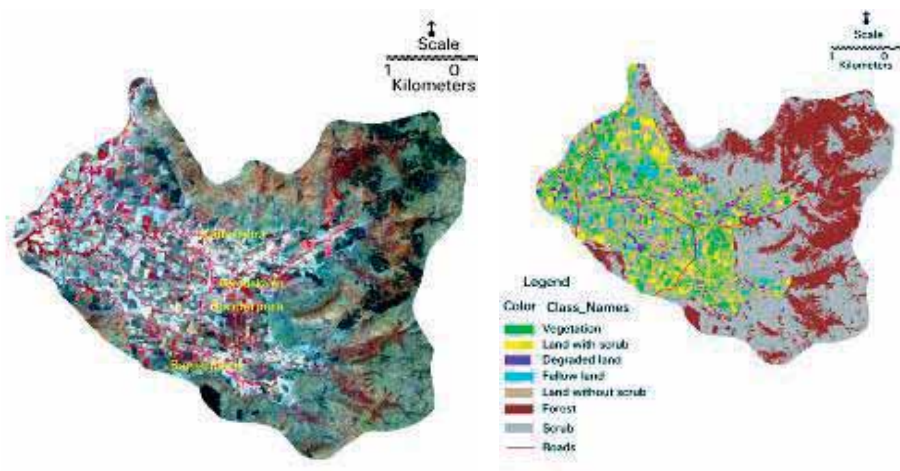 Scale
1 0
Kilometers
Scale
1 0
Kilometers
Legend
Color Class_Names
Vegetation
Land with scrub
Degraded land
Fallow land
Land without scrub
Forest
Scrub
Roads